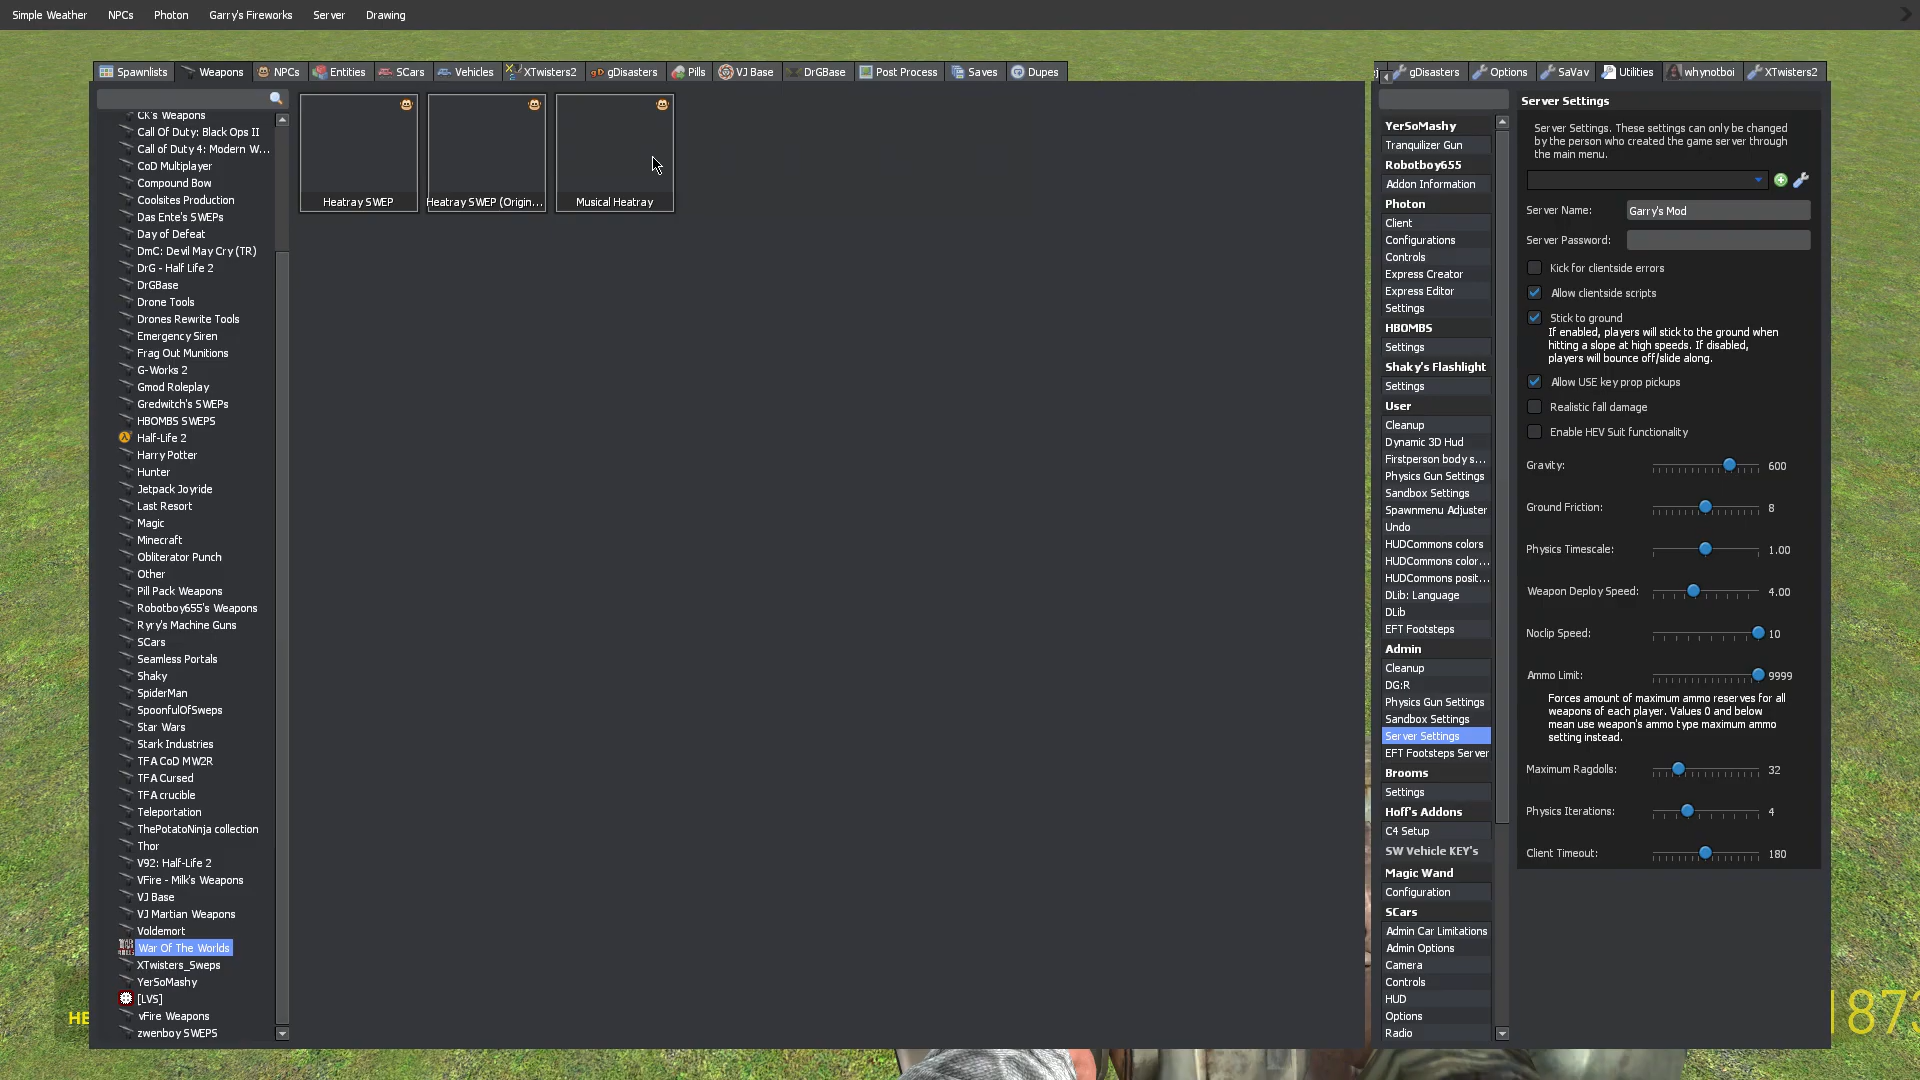 Simple Weather NPCs Photon Garry's Fireworks Server Drawing
Spawnlists Weapons NPCs Entities SCars Vehicles XTwisters2 gDisasters Pills VJ Base DrGBase Post Process Saves Dupes
CK's Weapons
Call Of Duty: Black Ops II
Call of Duty 4: Modern W...
CoD Multiplayer
Compound Bow
Coolsites Production
Das Ente's SWEPs
Day of Defeat
DmC: Devil May Cry (TR)
DrG - Half Life 2
DrGBase
Drone Tools
Drones Rewrite Tools
Emergency Siren
Frag Out Munitions
G-Works 2
Gmod Roleplay
Gredwitch's SWEPs
HBOMBS SWEPS
Half-Life 2
Harry Potter
Hunter
Jetpack Joyride
Last Resort
Magic
Minecraft
Obliterator Punch
Other
Pill Pack Weapons
Robotboy655's Weapons
Ryry's Machine Guns
SCars
Seamless Portals
Shaky
SpiderMan
SpoonfulOfSweps
Star Wars
Stark Industries
TFA CoD MW2R
TFA Cursed
TFA crucible
Teleportation
ThePotatoNinja collection
Thor
V92: Half-Life 2
VFire - Milk's Weapons
VJ Base
VJ Martian Weapons
Voldemort
War Of The Worlds
XTwisters_Sweps
YerSoMashy
[LVS]
vFire Weapons
zwenboy SWEPS
HE
Heatray SWEP
Heatray SWEP (Origin...
Musical Heatray
gDisasters Options SaVav Utilities whynotboi XTwisters2
YerSoMashy
Tranquilizer Gun
Robotboy655
Addon Information
Photon
Client
Configurations
Controls
Express Creator
Express Editor
Settings
HBOMBS
Settings
Shaky's Flashlight
Settings
User
Cleanup
Dynamic 3D Hud
Firstperson body s...
Physics Gun Settings
Sandbox Settings
Spawnmenu Adjuster
Undo
HUDCommons colors
HUDCommons color...
HUDCommons posit...
DLib: Language
DLib
EFT Footsteps
Admin
Cleanup
DG:R
Physics Gun Settings
Sandbox Settings
Server Settings
EFT Footsteps Server
Brooms
Settings
Hoff's Addons
C4 Setup
SW Vehicle KEY's
Magic Wand
Configuration
SCars
Admin Car Limitations
Admin Options
Camera
Controls
HUD
Options
Radio
Server Settings
Server Settings. These settings can only be changed
by the person who created the game server through
the main menu.
Server Name: Garry's Mod
Server Password:
Kick for clientside errors
Allow clientside scripts
Stick to ground
If enabled, players will stick to the ground when
hitting a slope at high speeds. If disabled,
players will bounce off/slide along.
Allow USE key prop pickups
Realistic fall damage
Enable HEV Suit functionality
Gravity: 600
Ground Friction: 8
Physics Timescale: 1.00
Weapon Deploy Speed: 4.00
Noclip Speed: 10
Ammo Limit: 9999
Forces amount of maximum ammo reserves for all
weapons of each player. Values 0 and below
mean use weapon's ammo type maximum ammo
setting instead.
Maximum Ragdolls: 32
Physics Iterations: 4
Client Timeout: 180